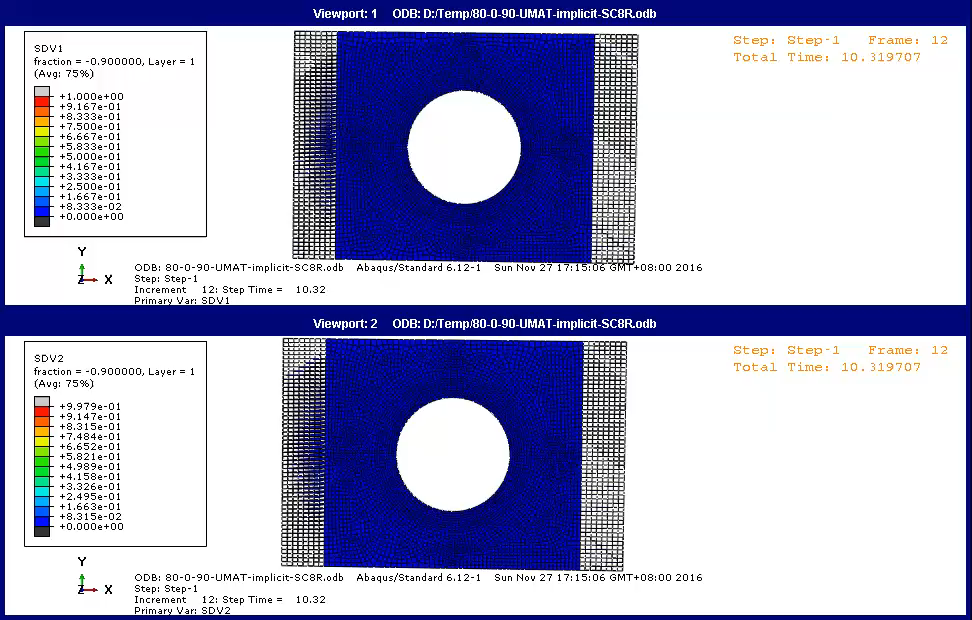 Viewport: 1    ODB: D:/Temp/80-0-90-UMAT-implicit-SC8R.odb
SDV1
fraction = -0.900000, Layer = 1
(Avg: 75%)
+1.000e+00
+9.167e-01
+8.333e-01
+7.500e-01
+6.667e-01
+5.833e-01
+5.000e-01
+4.167e-01
+3.333e-01
+2.500e-01
+1.667e-01
+8.333e-02
+0.000e+00
Step: Step-1    Frame: 12
Total Time: 10.319707
Y
Z X
ODB: 80-0-90-UMAT-implicit-SC8R.odb    Abaqus/Standard 6.12-1    Sun Nov 27 17:15:06 GMT+08:00 2016
Step: Step-1
Increment    12: Step Time =    10.32
Primary Var: SDV1
Viewport: 2    ODB: D:/Temp/80-0-90-UMAT-implicit-SC8R.odb
SDV2
fraction = -0.900000, Layer = 1
(Avg: 75%)
+9.979e-01
+9.147e-01
+8.315e-01
+7.484e-01
+6.652e-01
+5.821e-01
+4.989e-01
+4.158e-01
+3.326e-01
+2.495e-01
+1.663e-01
+8.315e-02
+0.000e+00
Step: Step-1    Frame: 12
Total Time: 10.319707
Y
Z X
ODB: 80-0-90-UMAT-implicit-SC8R.odb    Abaqus/Standard 6.12-1    Sun Nov 27 17:15:06 GMT+08:00 2016
Step: Step-1
Increment    12: Step Time =    10.32
Primary Var: SDV2